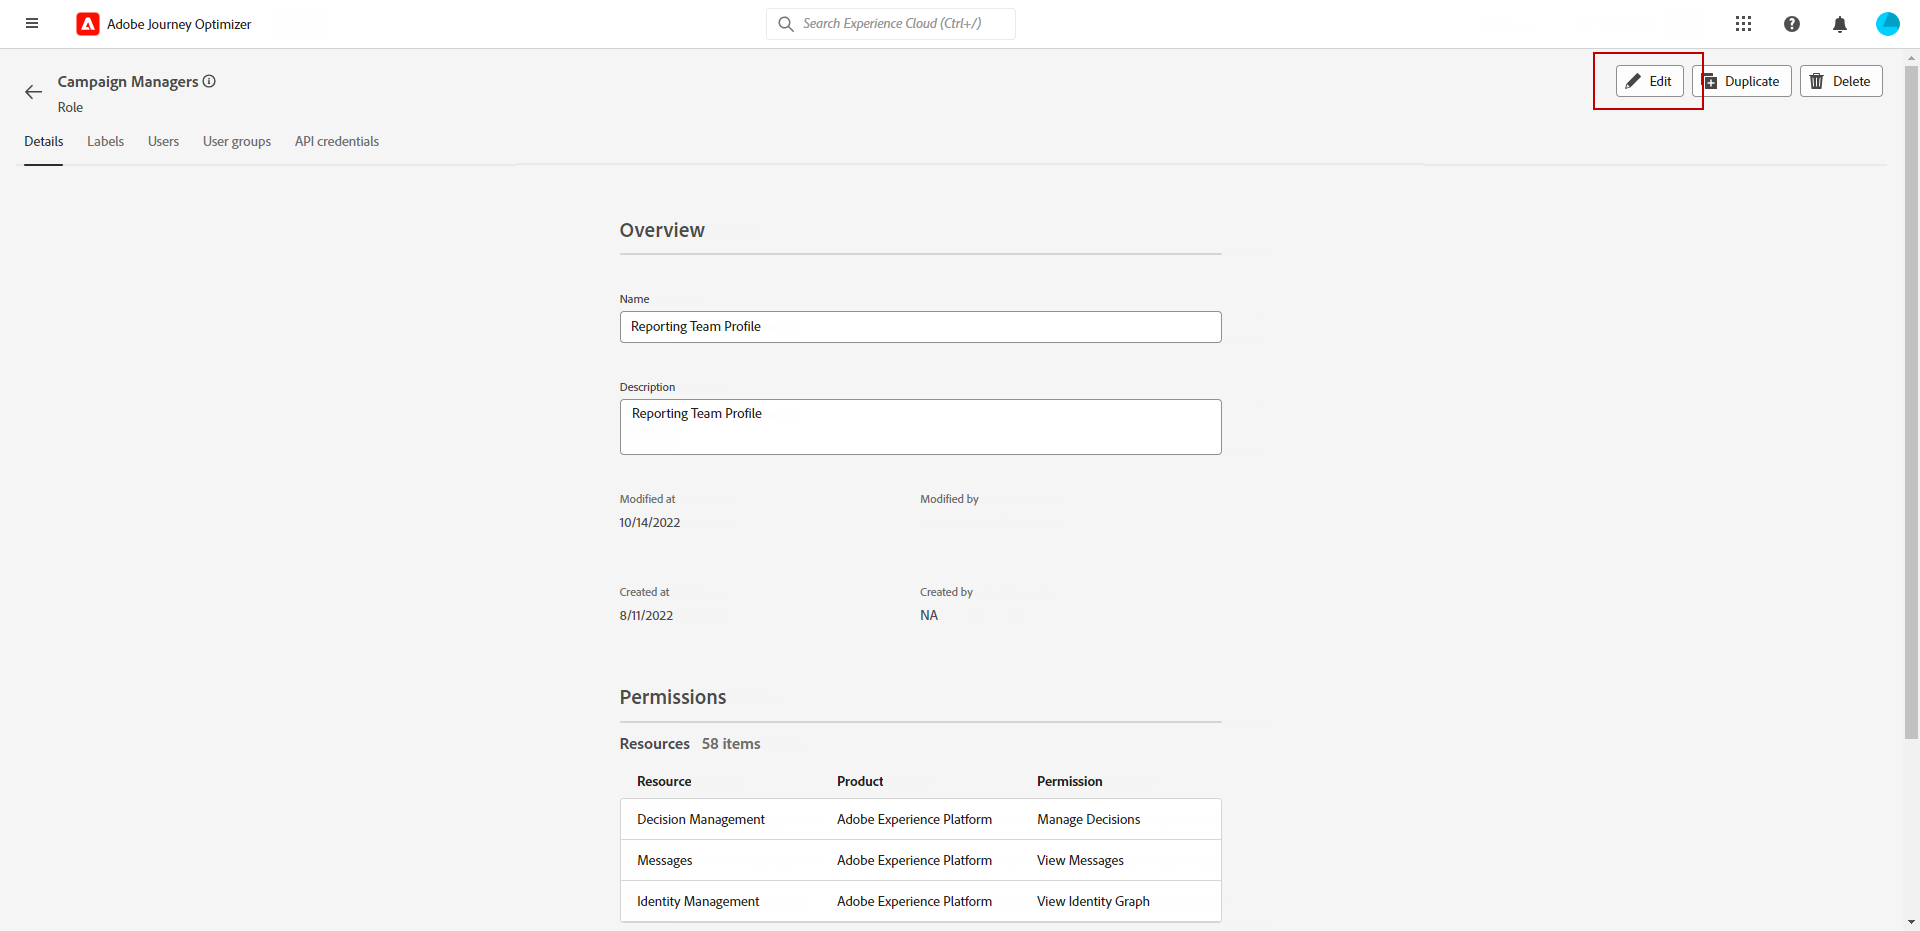 Adobe Journey Optimizer
Search Experience Cloud (Ctrl+/)
Campaign Managers
Role
Edit
Duplicate
Delete
Details Labels Users User groups API credentials
Overview
Name
Reporting Team Profile
Description
Reporting Team Profile
Modified at Modified by
10/14/2022
Created at Created by
8/11/2022 NA
Permissions
Resources 58 items
Resource Product Permission
Decision Management Adobe Experience Platform Manage Decisions
Messages Adobe Experience Platform View Messages
Identity Management Adobe Experience Platform View Identity Graph